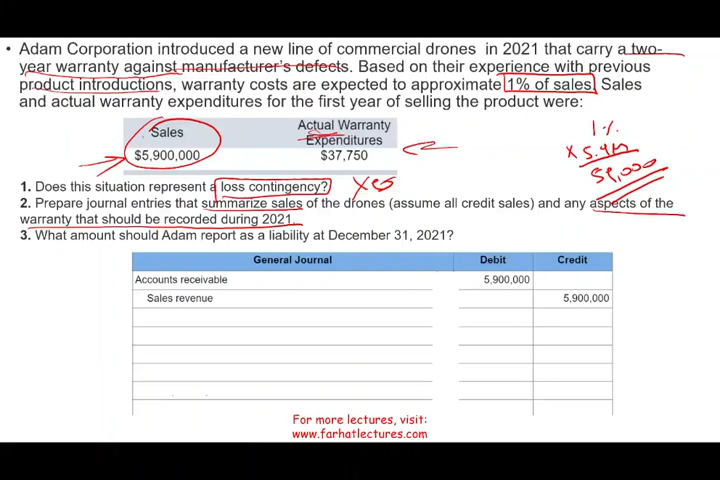 • Adam Corporation introduced a new line of commercial drones in 2021 that carry a two-
year warranty against manufacturer's defects. Based on their experience with previous
product introductions, warranty costs are expected to approximate 1% of sales. Sales
and actual warranty expenditures for the first year of selling the product were:
Sales Actual Warranty Expenditures
$5,900,000 $37,750
1%
x 5.9M
59,000
1. Does this situation represent a loss contingency? Yes
2. Prepare journal entries that summarize sales of the drones (assume all credit sales) and any aspects of the
warranty that should be recorded during 2021.
3. What amount should Adam report as a liability at December 31, 2021?
General Journal Debit Credit
Accounts receivable 5,900,000
Sales revenue 5,900,000
For more lectures, visit:
www.farhatlectures.com